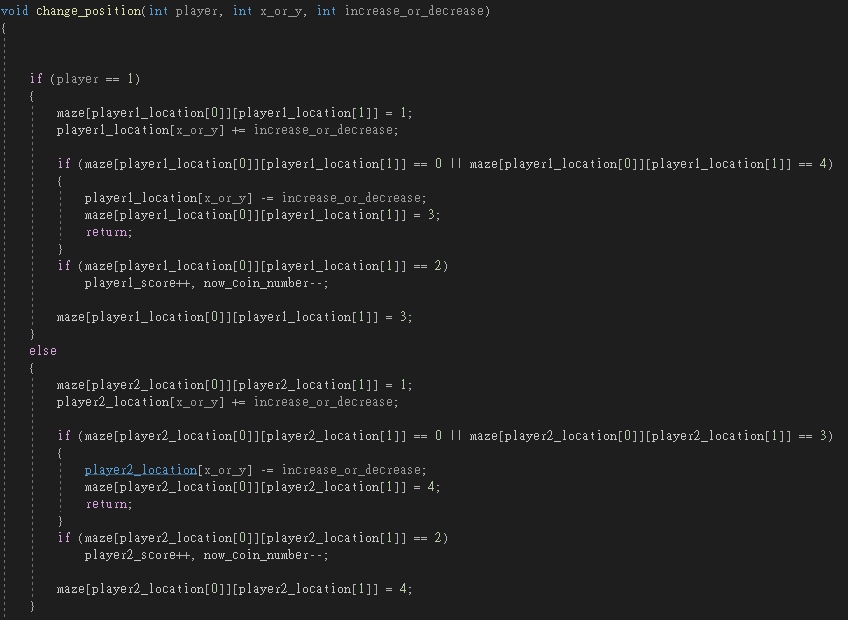 void Change_position(int player, int x_or_y, int increase_or_decrease)
{
if (player == 1)
{
maze[player1_location[0]][player1_location[1]] = 1;
player1_location[x_or_y] += increase_or_decrease;
if (maze[player1_location[0]][player1_location[1]] == 0 || maze[player1_location[0]][player1_location[1]] == 4)
{
player1_location[x_or_y] -= increase_or_decrease;
maze[player1_location[0]][player1_location[1]] = 3;
return;
}
if (maze[player1_location[0]][player1_location[1]] == 2)
player1_score++, now_coin_number--;
maze[player1_location[0]][player1_location[1]] = 3;
}
else
{
maze[player2_location[0]][player2_location[1]] = 1;
player2_location[x_or_y] += increase_or_decrease;
if (maze[player2_location[0]][player2_location[1]] == 0 || maze[player2_location[0]][player2_location[1]] == 3)
{
player2_location[x_or_y] -= increase_or_decrease;
maze[player2_location[0]][player2_location[1]] = 4;
return;
}
if (maze[player2_location[0]][player2_location[1]] == 2)
player2_score++, now_coin_number--;
maze[player2_location[0]][player2_location[1]] = 4;
}